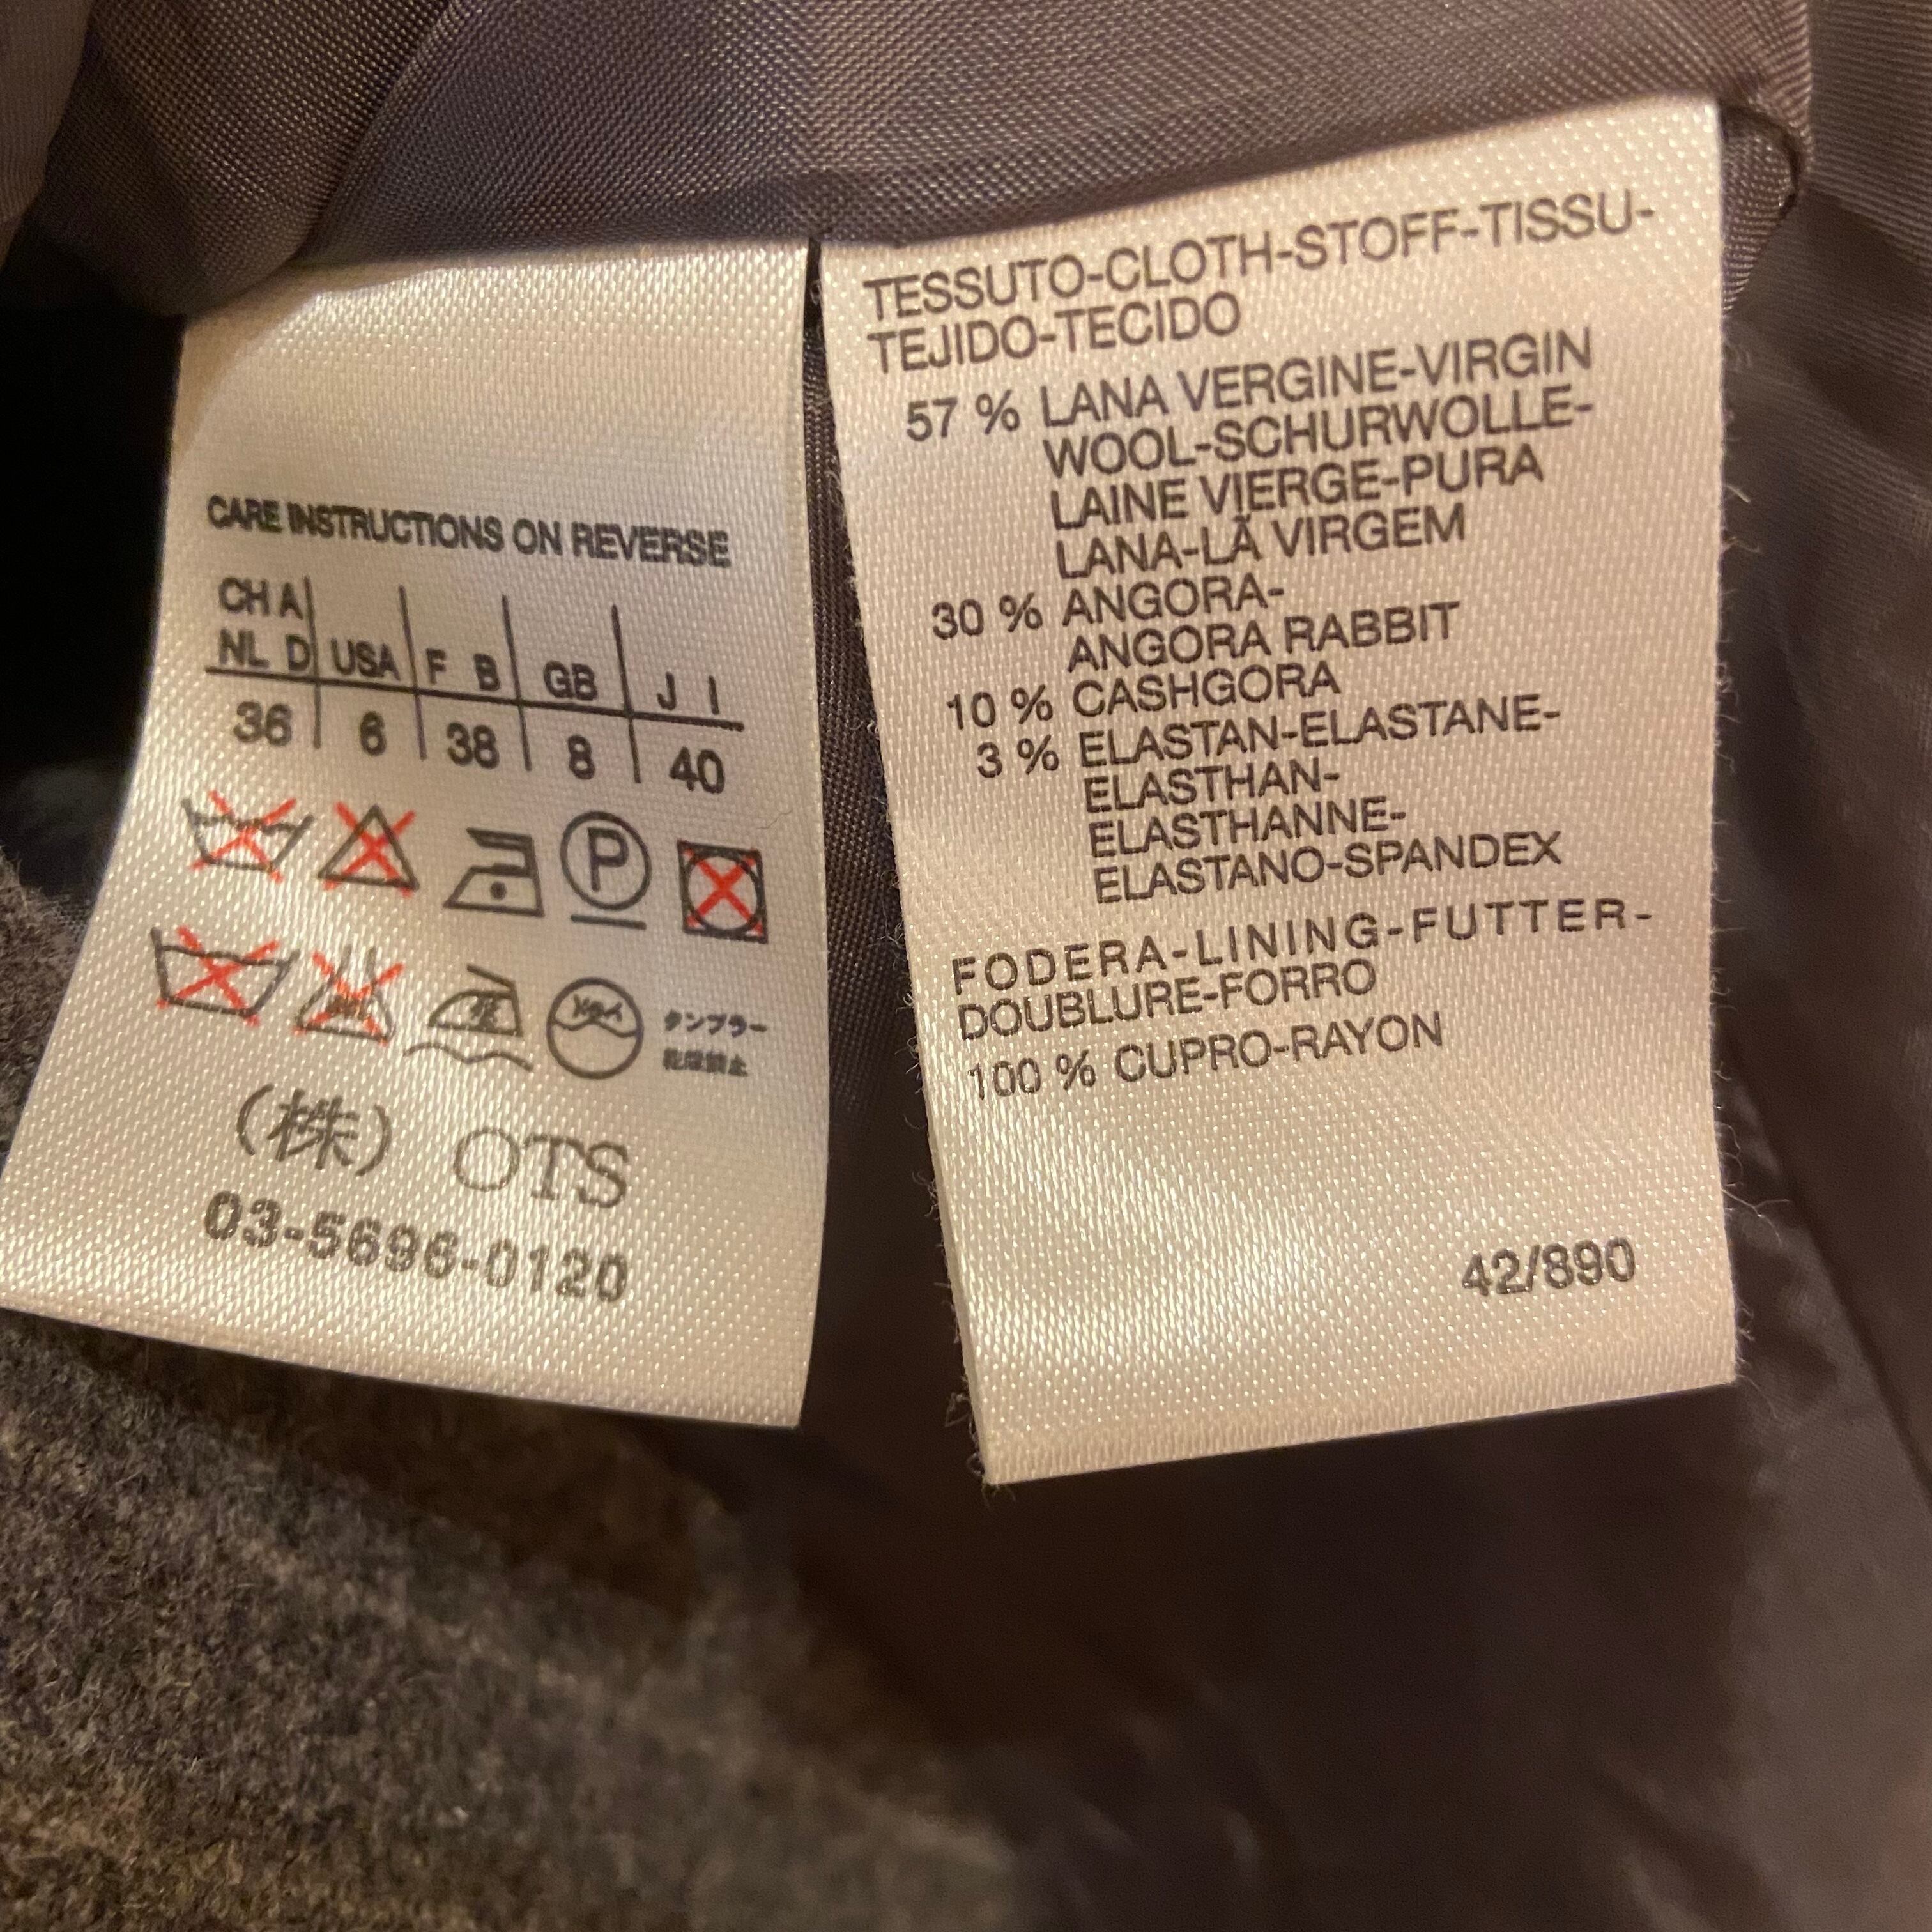 CARE INSTRUCTIONS ON REVERSE
CH A
NL D USA F B GB J I
36 6 38 8 40
P
タンブラー
乾燥禁止
(株) OTS
03-5696-0120
TESSUTO-CLOTH-STOFF-TISSU-
TEJIDO-TECIDO
57 % LANA VERGINE-VIRGIN
WOOL-SCHURWOLLE-
LAINE VIERGE-PURA
LANA-LÃ VIRGEM
30 % ANGORA-
ANGORA RABBIT
10 % CASHGORA
3 % ELASTAN-ELASTANE-
ELASTHAN-
ELASTHANNE-
ELASTANO-SPANDEX
FODERA-LINING-FUTTER-
DOUBLURE-FORRO
100 % CUPRO-RAYON
42/890